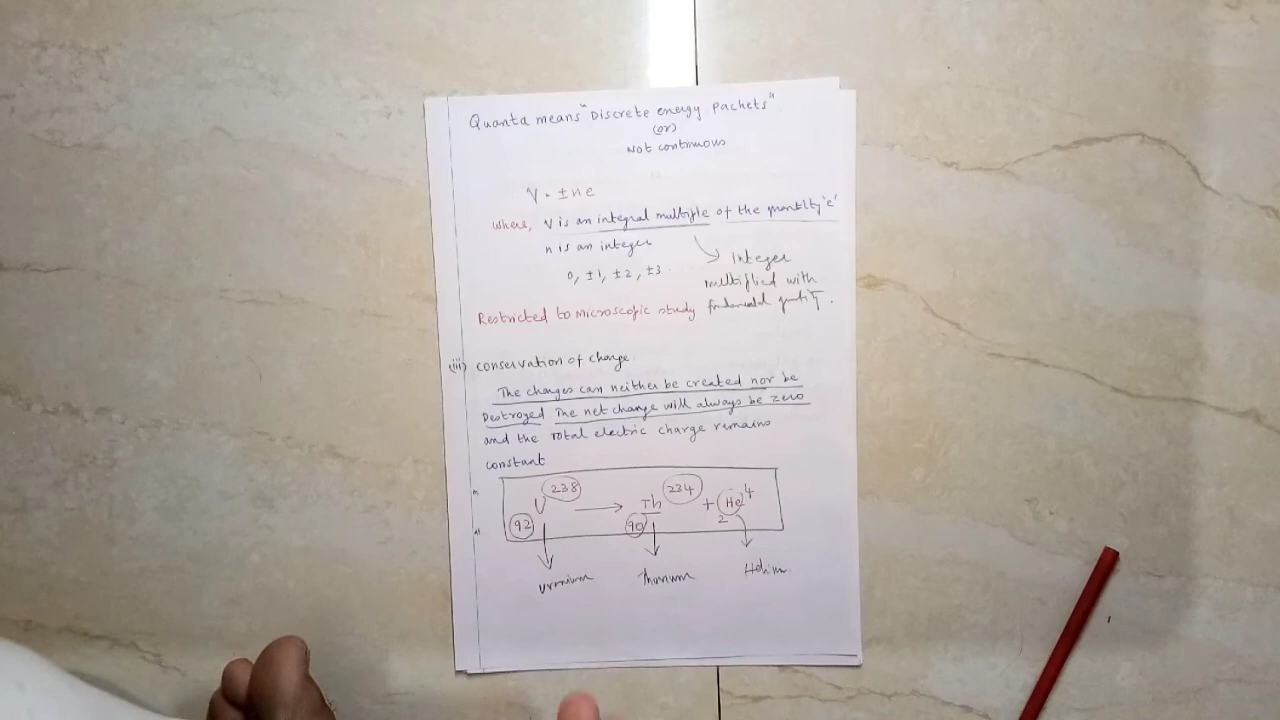 Quanta means "Discrete energy Packets"
(or)
Not continuous
V = ±ne
where, V is an integral multiple of the quantity 'e'
n is an integer
0, ±1, ±2, ±3
Integer
multiplied with
fundamental quantity.
Restricted to microscopic study
(iii) conservation of charge.
The charges can neither be created nor be
Destroyed The net charge will always be zero
and the Total electric charge remains
constant
92 U 238 → 90 Th 234 + 2 He 4
Uranium Thorium Helium